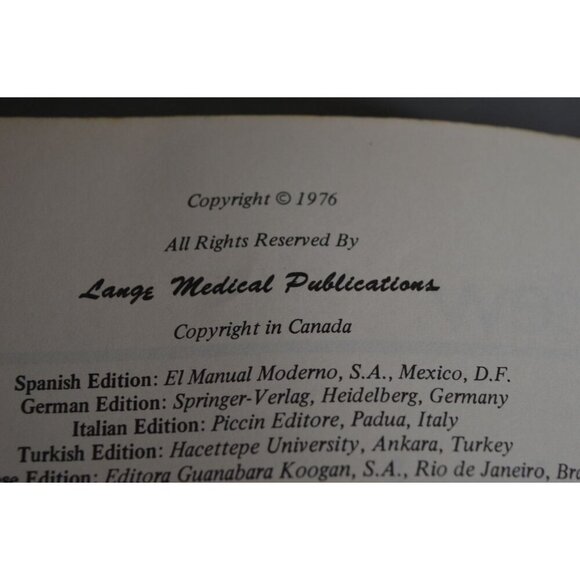 Copyright © 1976
All Rights Reserved By
Lange Medical Publications
Copyright in Canada
Spanish Edition: El Manual Moderno, S.A., Mexico, D.F.
German Edition: Springer-Verlag, Heidelberg, Germany
Italian Edition: Piccin Editore, Padua, Italy
Turkish Edition: Hacettepe University, Ankara, Turkey
Edition: Editora Guanabara Koogan, S.A., Rio de Janeiro,